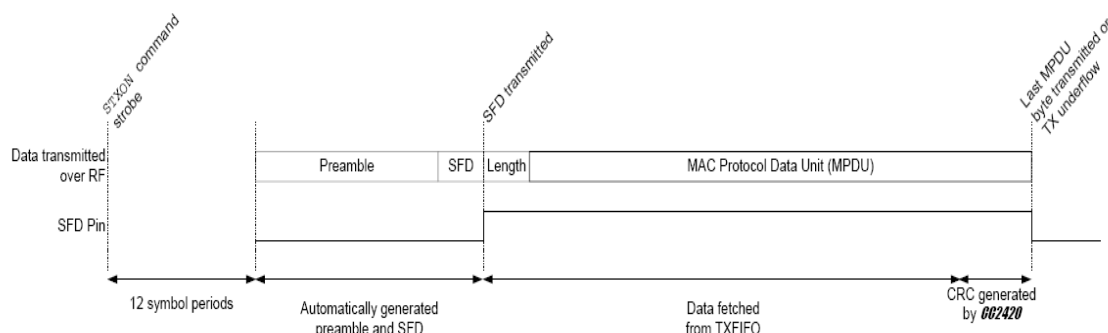 STXON command
strobe
SFD transmitted
Last MPDU
byte transmitted or
TX underflow
Data transmitted
over RF
Preamble
SFD
Length
MAC Protocol Data Unit (MPDU)
SFD Pin
12 symbol periods
Automatically generated
preamble and SFD
Data fetched
from TXFIFO
CRC generated
by CC2420